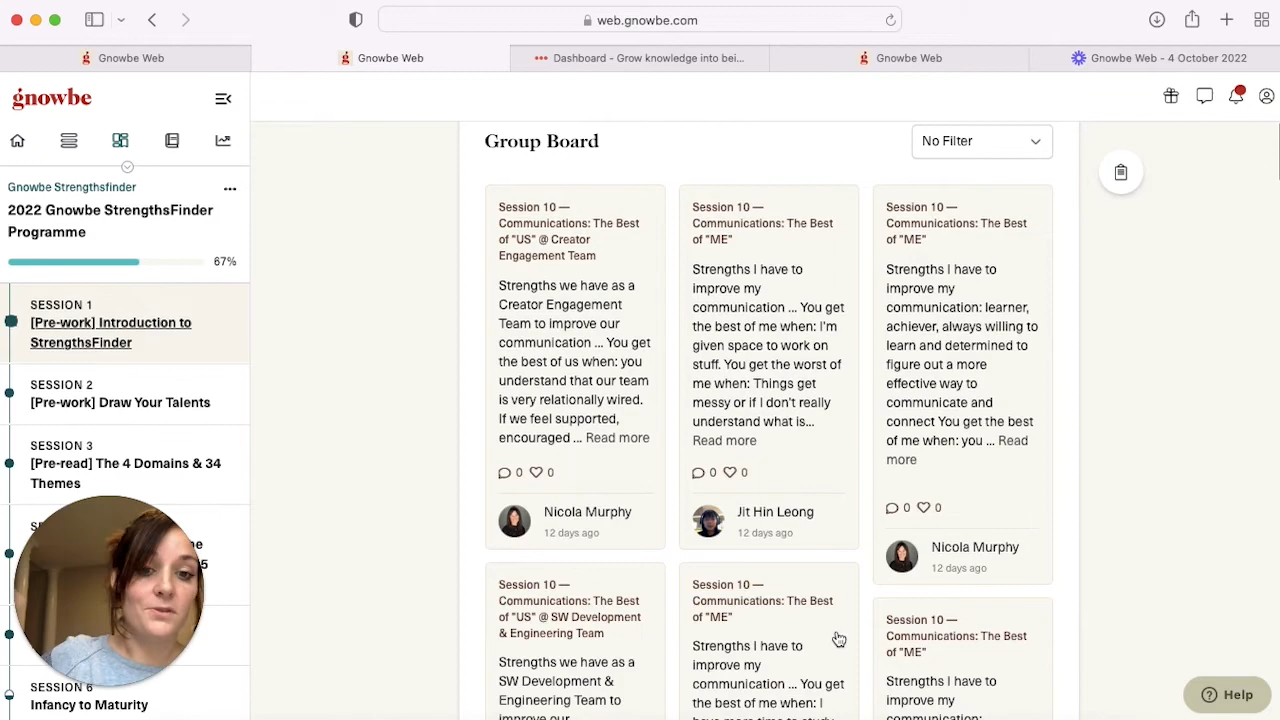 web.gnowbe.com
Gnowbe Web
Gnowbe Web
Dashboard - Grow knowledge into bei...
Gnowbe Web
Gnowbe Web - 4 October 2022
gnowbe
Gnowbe Strengthsfinder
2022 Gnowbe StrengthsFinder
Programme
67%
SESSION 1
[Pre-work] Introduction to
StrengthsFinder
SESSION 2
[Pre-work] Draw Your Talents
SESSION 3
[Pre-read] The 4 Domains & 34
Themes
SESSION 6
Infancy to Maturity
Group Board
No Filter
Session 10 —
Communications: The Best
of "US" @ Creator
Engagement Team
Strengths we have as a
Creator Engagement
Team to improve our
communication ... You get
the best of us when: you
understand that our team
is very relationally wired.
If we feel supported,
encouraged ... Read more
0 0
Nicola Murphy
12 days ago
Session 10 —
Communications: The Best
of "ME"
Strengths I have to
improve my
communication ... You get
the best of me when: I'm
given space to work on
stuff. You get the worst of
me when: Things get
messy or if I don't really
understand what is...
Read more
0 0
Jit Hin Leong
12 days ago
Session 10 —
Communications: The Best
of "ME"
Strengths I have to
improve my
communication: learner,
achiever, always willing to
learn and determined to
figure out a more
effective way to
communicate and
connect You get the best
of me when: you ... Read
more
0 0
Nicola Murphy
12 days ago
Session 10 —
Communications: The Best
of "US" @ SW Development
& Engineering Team
Strengths we have as a
SW Development &
Engineering Team to
improve our
Session 10 —
Communications: The Best
of "ME"
Strengths I have to
improve my
communication ... You get
the best of me when: I
have more time to study
Session 10 —
Communications: The Best
of "ME"
Strengths I have to
improve my
communication:
Help